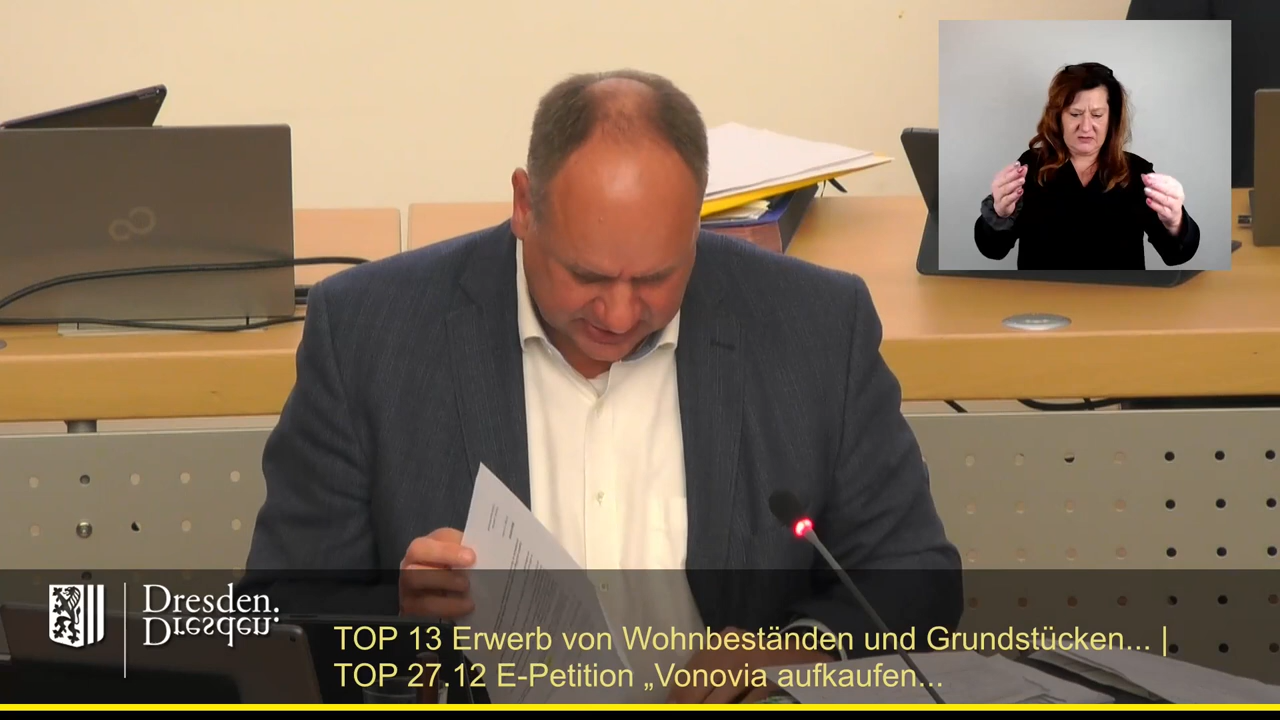 Dresden.
Dresden.
TOP 13 Erwerb von Wohnbeständen und Grundstücken... |
TOP 27.12 E-Petition „Vonovia aufkaufen...